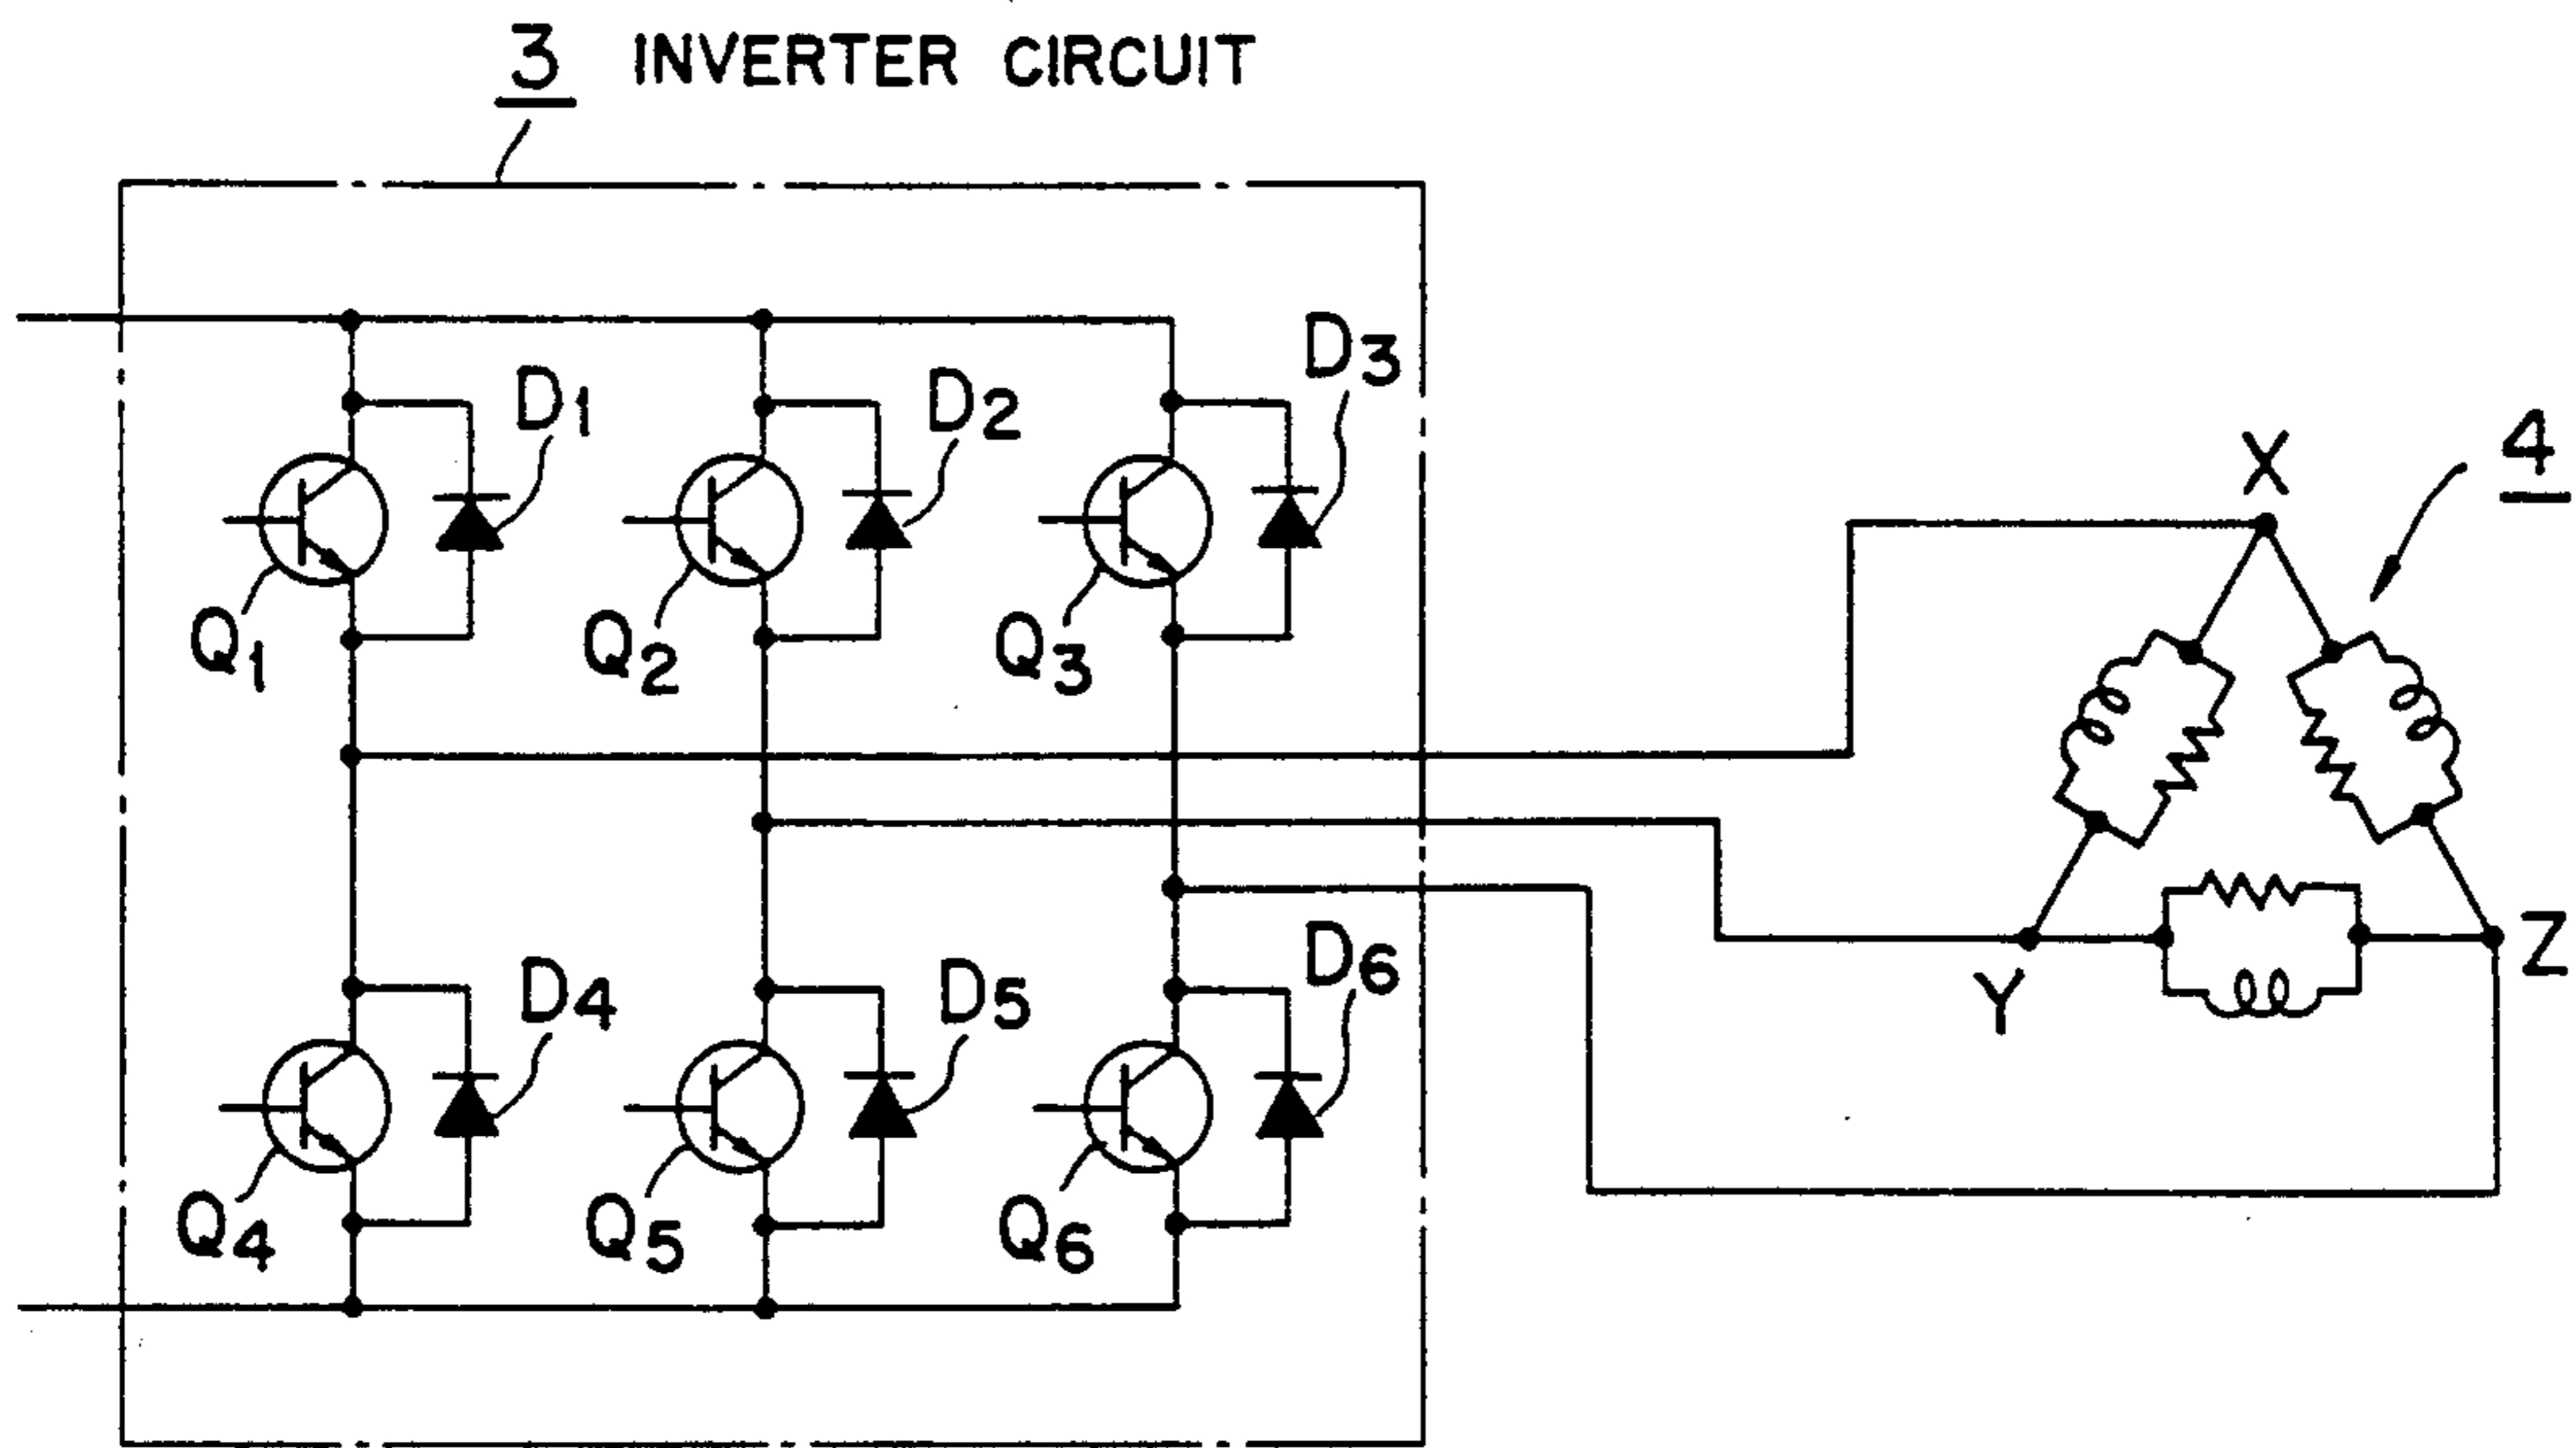 3 INVERTER CIRCUIT
D1
D2
D3
Q1
Q2
Q3
X
4
Y
Z
D4
D5
D6
Q4
Q5
Q6